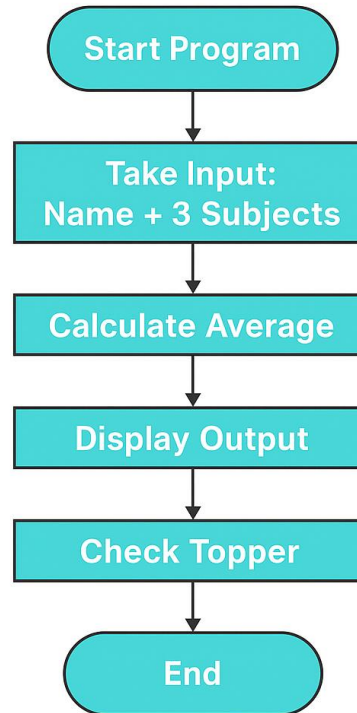 Start Program
Take Input:
Name + 3 Subjects
Calculate Average
Display Output
Check Topper
End